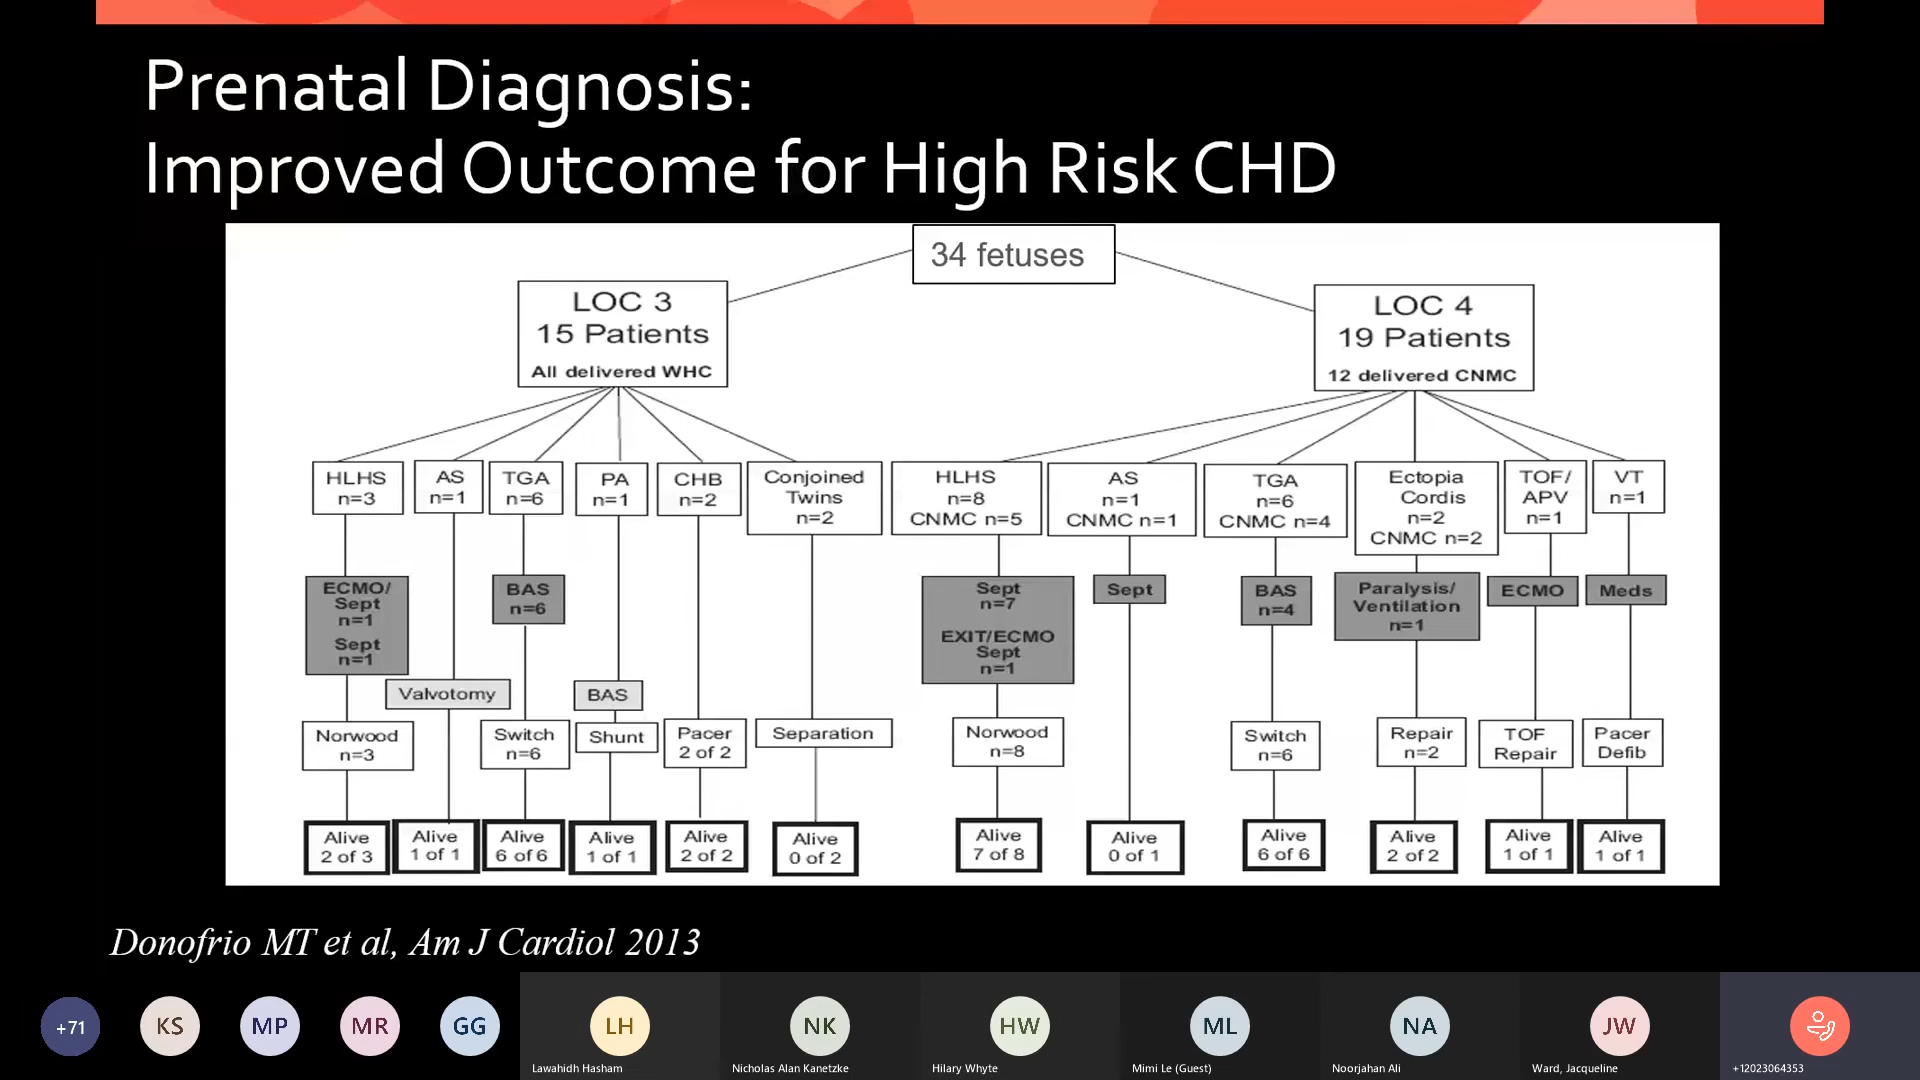 Prenatal Diagnosis:
Improved Outcome for High Risk CHD
34 fetuses
LOC 3
15 Patients
All delivered WHC
LOC 4
19 Patients
12 delivered CNMC
HLHS
n=3
AS
n=1
TGA
n=6
PA
n=1
CHB
n=2
Conjoined
Twins
n=2
HLHS
n=8
CNMC n=5
AS
n=1
CNMC n=1
TGA
n=6
CNMC n=4
Ectopia
Cordis
n=2
CNMC n=2
TOF/
APV
n=1
VT
n=1
ECMO/
Sept
n=1
Sept
n=1
BAS
n=6
Sept
n=7
EXIT/ECMO
Sept
n=1
Sept
BAS
n=4
Paralysis/
Ventilation
n=1
ECMO
Meds
Valvotomy
BAS
Norwood
n=3
Switch
n=6
Shunt
Pacer
2 of 2
Separation
Norwood
n=8
Switch
n=6
Repair
n=2
TOF
Repair
Pacer
Defib
Alive
2 of 3
Alive
1 of 1
Alive
6 of 6
Alive
1 of 1
Alive
2 of 2
Alive
0 of 2
Alive
7 of 8
Alive
0 of 1
Alive
6 of 6
Alive
2 of 2
Alive
1 of 1
Alive
1 of 1
Donofrio MT et al, Am J Cardiol 2013
+71
KS
MP
MR
GG
LH
NK
HW
ML
NA
JW
Lawahidh Hasham
Nicholas Alan Kanetzke
Hilary Whyte
Mimi Le (Guest)
Noorjahan Ali
Ward, Jacqueline
+12023064353